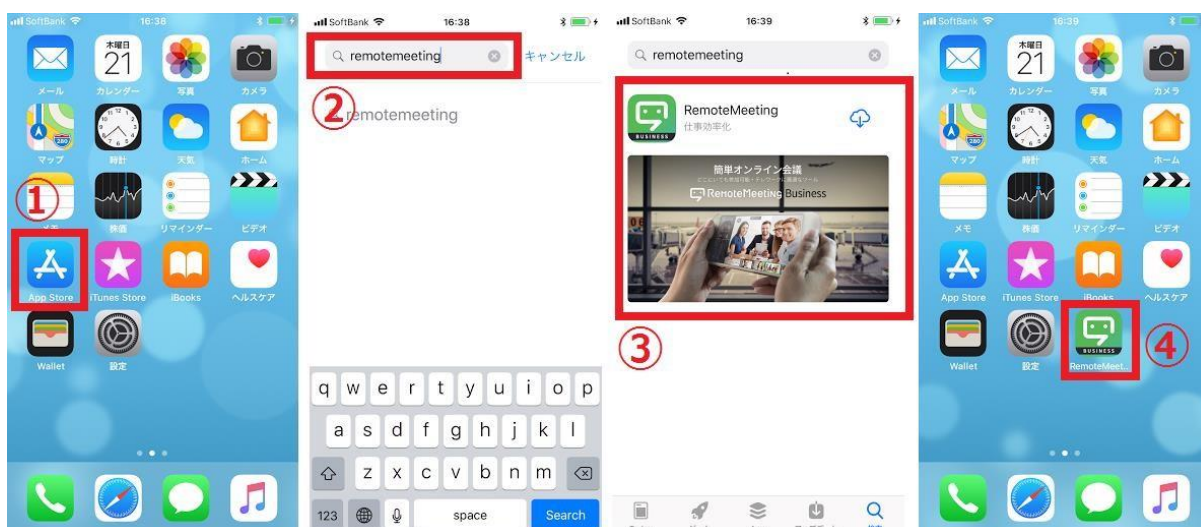 SoftBank 16:38
木曜日
21
メール カレンダー 写真 カメラ
マップ 時計 天気 ホーム
①
メモ 株価 リマインダー ビデオ
App Store iTunes Store iBooks ヘルスケア
Wallet 設定
SoftBank 16:38
remotemeeting キャンセル
②
remotemeeting
q w e r t y u i o p
a s d f g h j k l
z x c v b n m
123 space Search
SoftBank 16:39
remotemeeting
RemoteMeeting
仕事効率化
BUSINESS
簡単オンライン会議
RemoteMeeting Business
③
SoftBank 16:39
木曜日
21
メール カレンダー 写真 カメラ
280
マップ 時計 天気 ホーム
メモ 株価 リマインダー ビデオ
App Store iTunes Store iBooks ヘルスケア
BUSINESS
④
Wallet 設定 RemoteMeet...